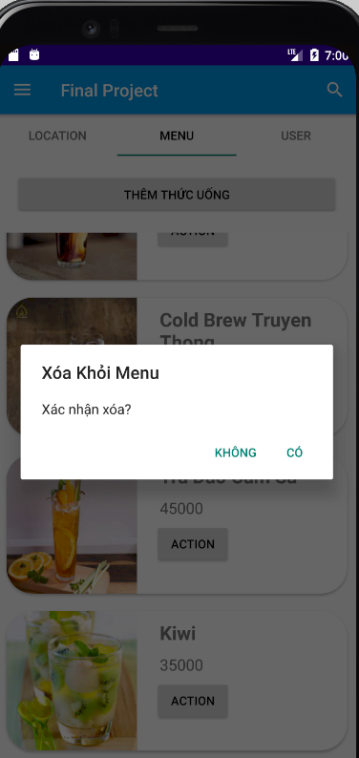 LTE 7:00
Final Project
LOCATION MENU USER
THÊM THỨC UỐNG
ACTION
Cold Brew Truyen
Thong
Xóa Khỏi Menu
Xác nhận xóa?
KHÔNG CÓ
45000
ACTION
Kiwi
35000
ACTION